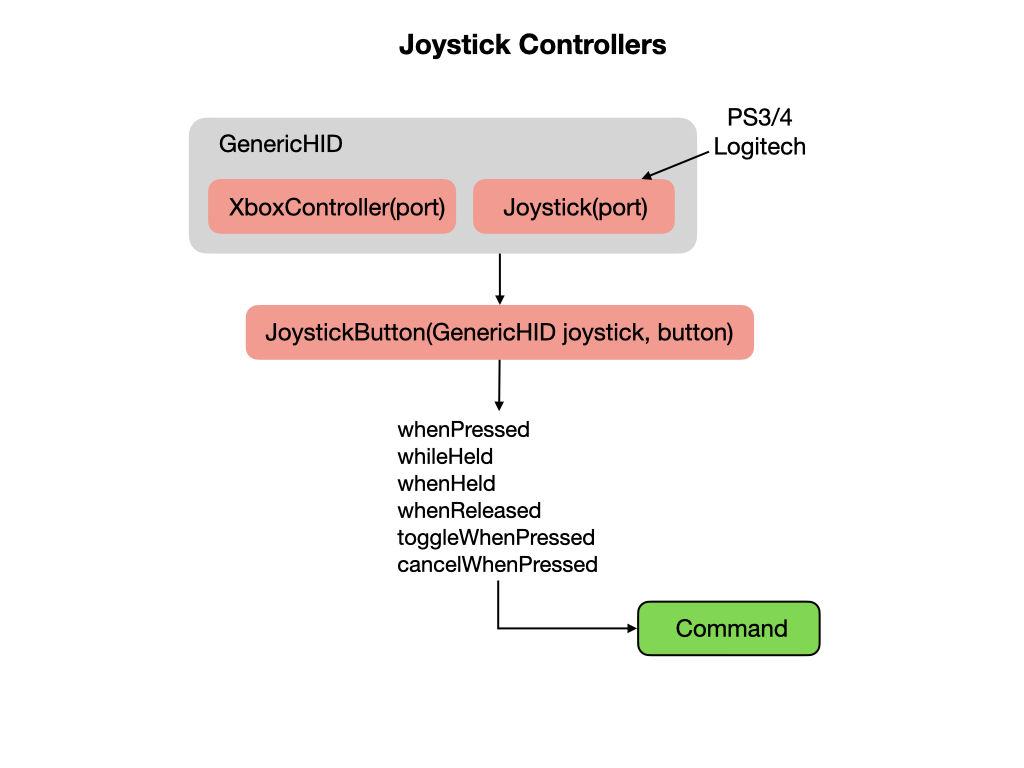 Joystick Controllers
PS3/4
Logitech
GenericHID
XboxController(port)
Joystick(port)
JoystickButton(GenericHID joystick, button)
whenPressed
whileHeld
whenHeld
whenReleased
toggleWhenPressed
cancelWhenPressed
Command